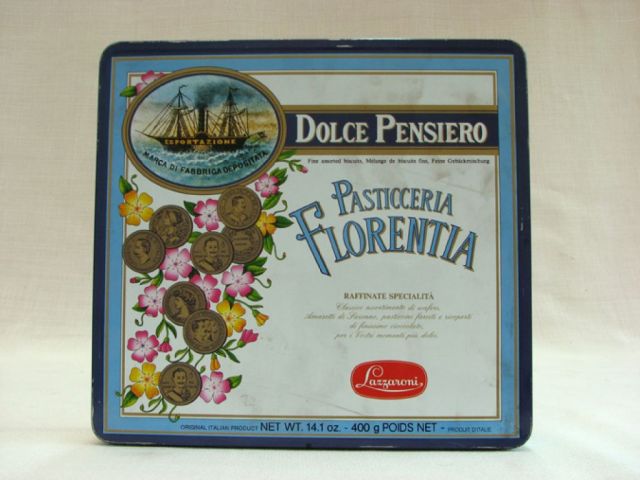 ESPORTAZIONE
MARCA DI FABBRICA DEPOSITATA
DOLCE PENSIERO
Fine assorted biscuits, Mélange de biscuits fins, Feine Gebäckmischung
PASTICCERIA
FLORENTIA
RAFFINATE SPECIALITÀ
Classico assortimento di wafers,
Amaretti di Saronno, pasticcini farciti e ricoperti
di finissimo cioccolato,
per i Vostri momenti più dolci.
Lazzaroni
ORIGINAL ITALIAN PRODUCT NET WT. 14.1 oz. - 400 g POIDS NET - PRODUIT D'ITALIE